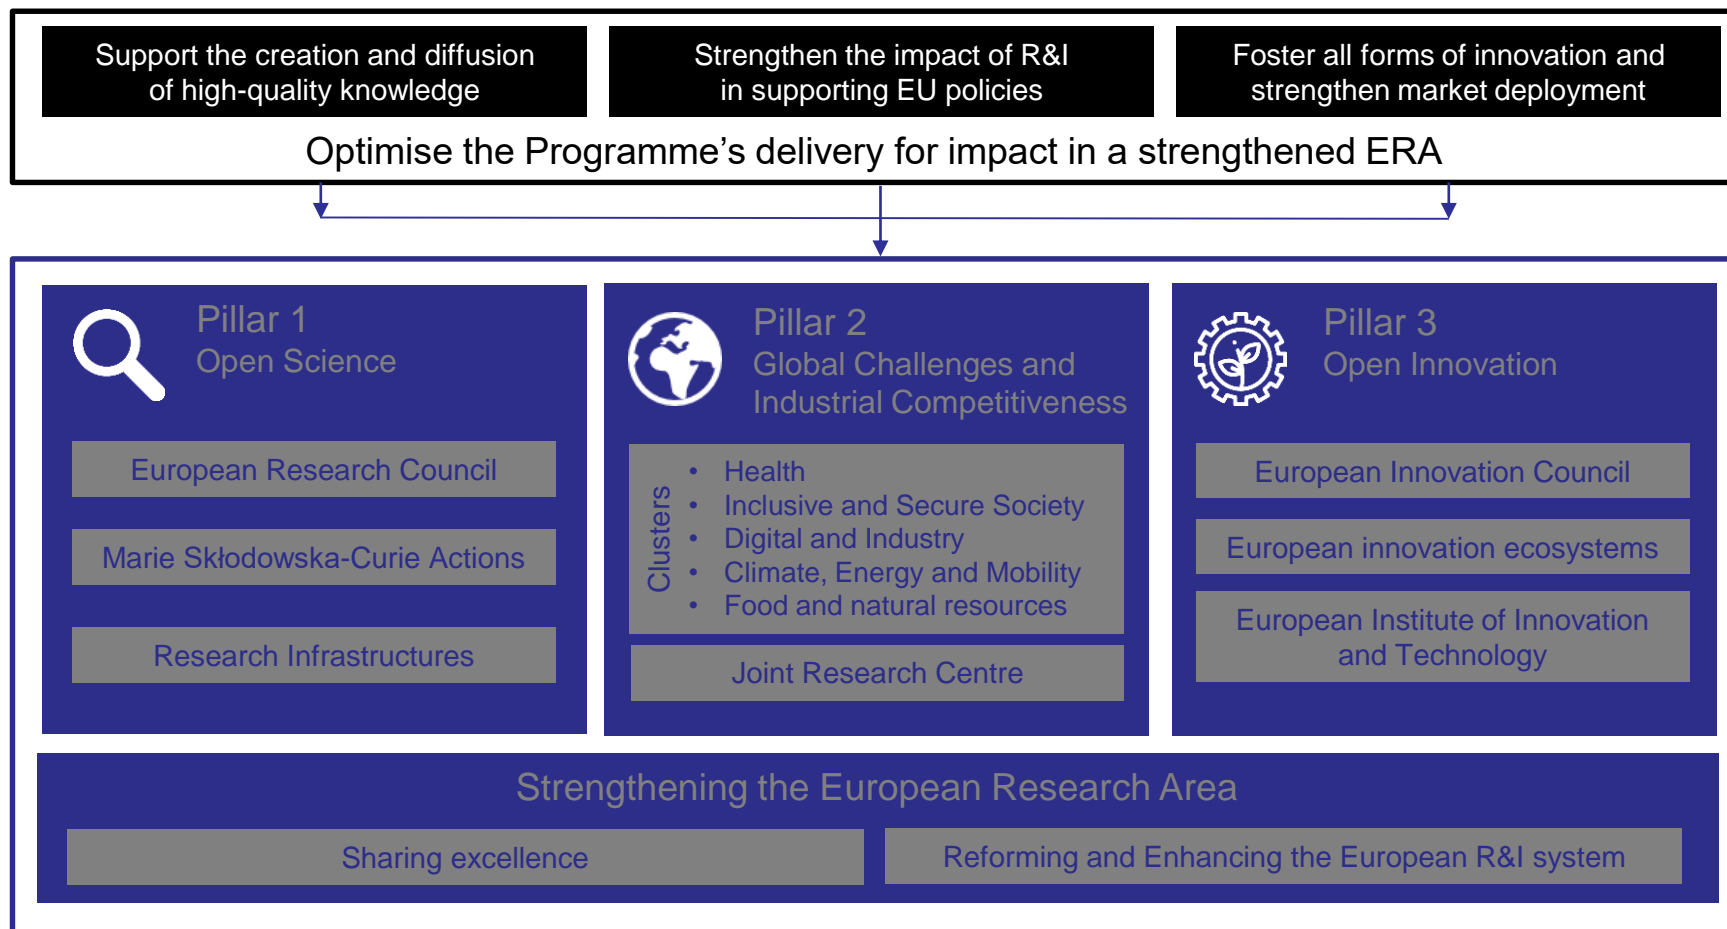 Support the creation and diffusion
of high-quality knowledge
Strengthen the impact of R&I
in supporting EU policies
Foster all forms of innovation and
strengthen market deployment
Optimise the Programme’s delivery for impact in a strengthened ERA
Pillar 1
Open Science
European Research Council
Marie Skłodowska-Curie Actions
Research Infrastructures
Pillar 2
Global Challenges and
Industrial Competitiveness
Clusters
• Health
• Inclusive and Secure Society
• Digital and Industry
• Climate, Energy and Mobility
• Food and natural resources
Joint Research Centre
Pillar 3
Open Innovation
European Innovation Council
European innovation ecosystems
European Institute of Innovation
and Technology
Strengthening the European Research Area
Sharing excellence
Reforming and Enhancing the European R&I system